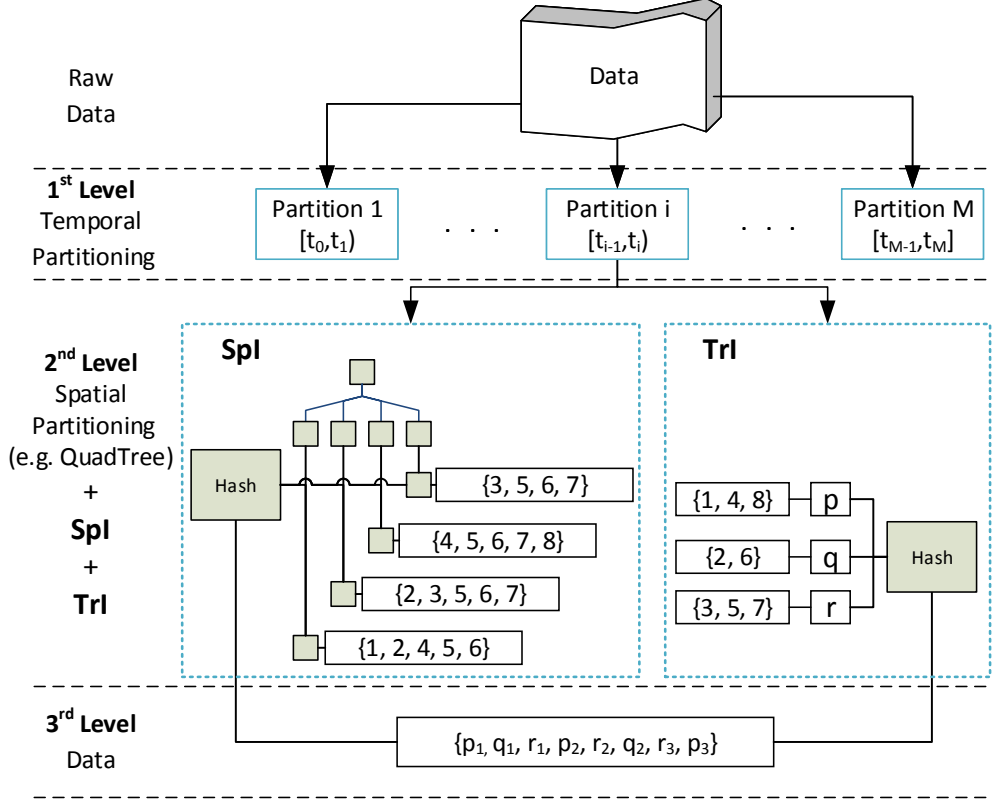 Data
Raw
Data
1st Level
Temporal
Partitioning
Partition 1
[t0,t1)
. . .
Partition i
[ti-1,ti)
. . .
Partition M
[tM-1,tM]
2nd Level
Spatial
Partitioning
(e.g. QuadTree)
+
SpI
+
TrI
SpI
Hash
{3, 5, 6, 7}
{4, 5, 6, 7, 8}
{2, 3, 5, 6, 7}
{1, 2, 4, 5, 6}
TrI
{1, 4, 8} p
{2, 6} q
{3, 5, 7} r
Hash
3rd Level
Data
{p1, q1, r1, p2, r2, q2, r3, p3}